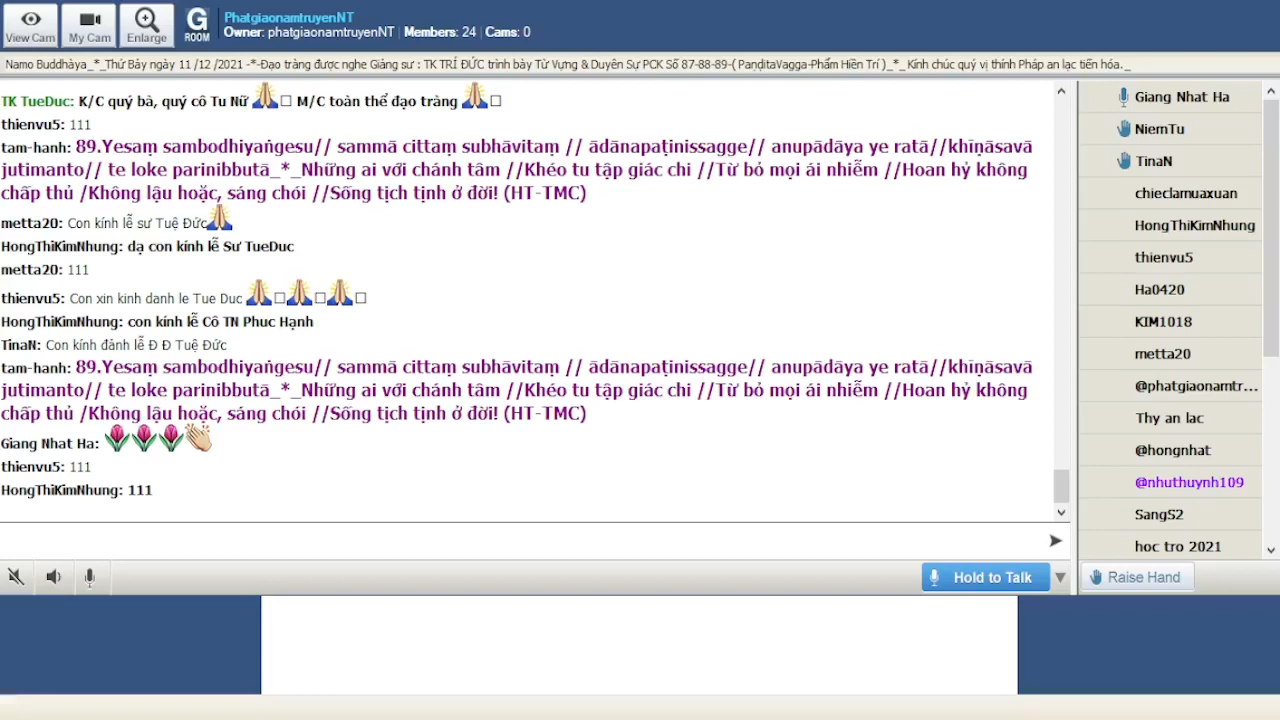 View Cam
My Cam
Enlarge
G
ROOM
PhatgiaonamtruyenNT
Owner: phatgiaonamtruyenNT | Members: 24 | Cams: 0
Namo Buddhàya_*_Thứ Bảy ngày 11 /12 /2021 -*-Đạo tràng được nghe Giảng sư : TK TRÍ ĐỨC trình bày Từ Vựng & Duyên Sự PCK Số 87-88-89-( PaṇḍitaVagga-Phẩm Hiền Trí )_*_ Kính chúc quý vị thính Pháp an lạc tiến hóa._
TK TueDuc: K/C quý bà, quý cô Tu Nữ 🙏□ M/C toàn thể đạo tràng 🙏□
thienvu5: 111
tam-hanh: 89.Yesaṃ sambodhiyaṅgesu// sammā cittaṃ subhāvitaṃ // ādānapaṭinissagge// anupādāya ye ratā//khīṇāsavā
jutimanto// te loke parinibbutā_*_Những ai với chánh tâm //Khéo tu tập giác chi //Từ bỏ mọi ái nhiễm //Hoan hỷ không
chấp thủ /Không lậu hoặc, sáng chói //Sống tịch tịnh ở đời! (HT-TMC)
metta20: Con kính lễ sư Tuệ Đức🙏
HongThiKimNhung: dạ con kính lễ Sư TueDuc
metta20: 111
thienvu5: Con xin kinh danh le Tue Duc 🙏□🙏□🙏□
HongThiKimNhung: con kính lễ Cô TN Phuc Hạnh
TinaN: Con kính đảnh lễ Đ Đ Tuệ Đức
tam-hanh: 89.Yesaṃ sambodhiyaṅgesu// sammā cittaṃ subhāvitaṃ // ādānapaṭinissagge// anupādāya ye ratā//khīṇāsavā
jutimanto// te loke parinibbutā_*_Những ai với chánh tâm //Khéo tu tập giác chi //Từ bỏ mọi ái nhiễm //Hoan hỷ không
chấp thủ /Không lậu hoặc, sáng chói //Sống tịch tịnh ở đời! (HT-TMC)
Giang Nhat Ha: 🌷🌷🌷👏
thienvu5: 111
HongThiKimNhung: 111
Hold to Talk
Giang Nhat Ha
NiemTu
TinaN
chieclamuaxuan
HongThiKimNhung
thienvu5
Ha0420
KIM1018
metta20
@phatgiaonamtr...
Thy an lac
@hongnhat
@nhuthuynh109
SangS2
hoc tro 2021
Raise Hand